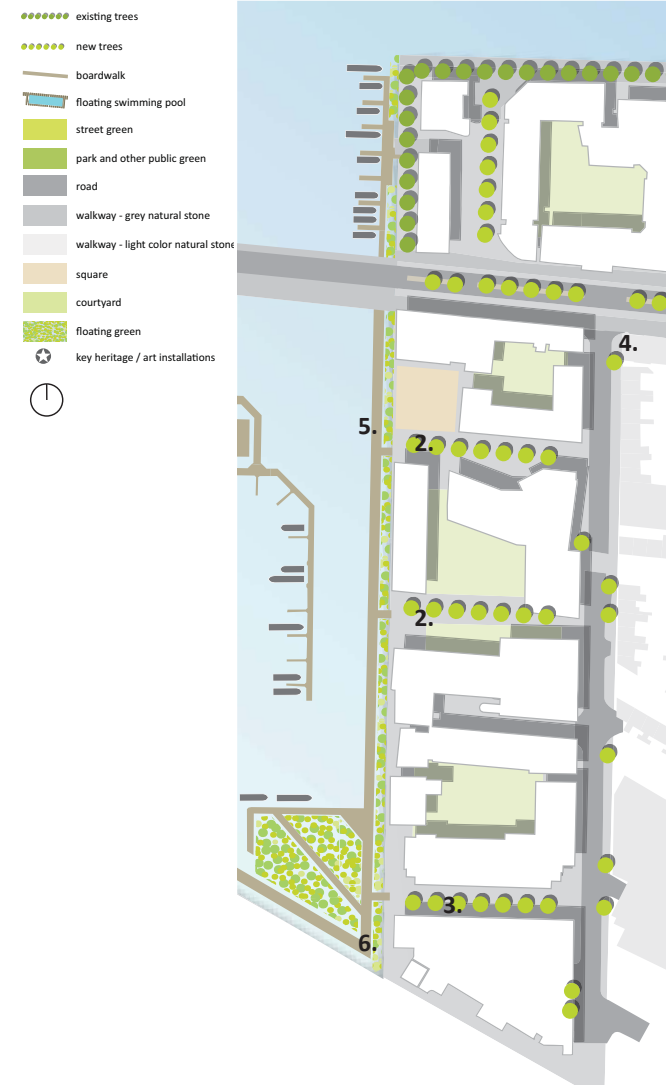 existing trees
new trees
boardwalk
floating swimming pool
street green
park and other public green
road
walkway - grey natural stone
walkway - light color natural stone
square
courtyard
floating green
key heritage / art installations
4.
5.
2.
2.
3.
6.